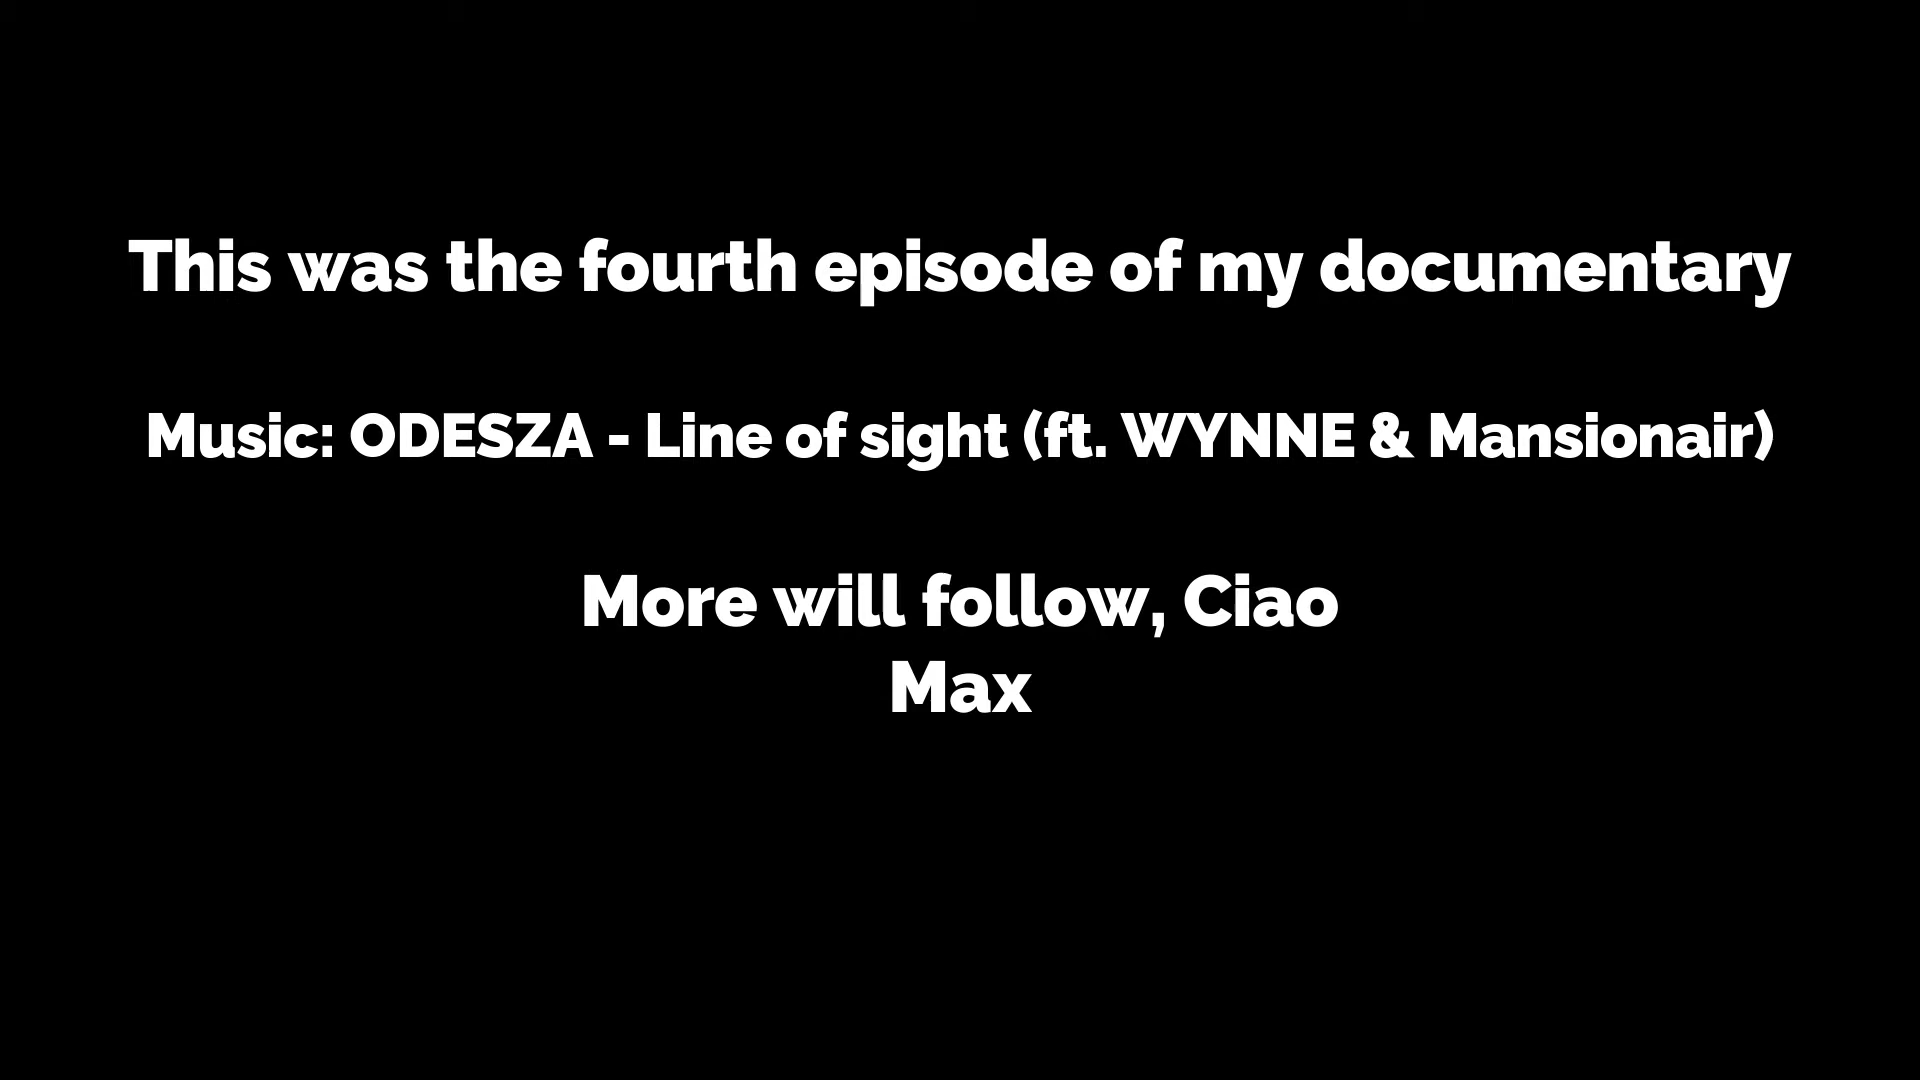 This was the fourth episode of my documentary
Music: ODESZA - Line of sight (ft. WYNNE & Mansionair)
More will follow, Ciao
Max